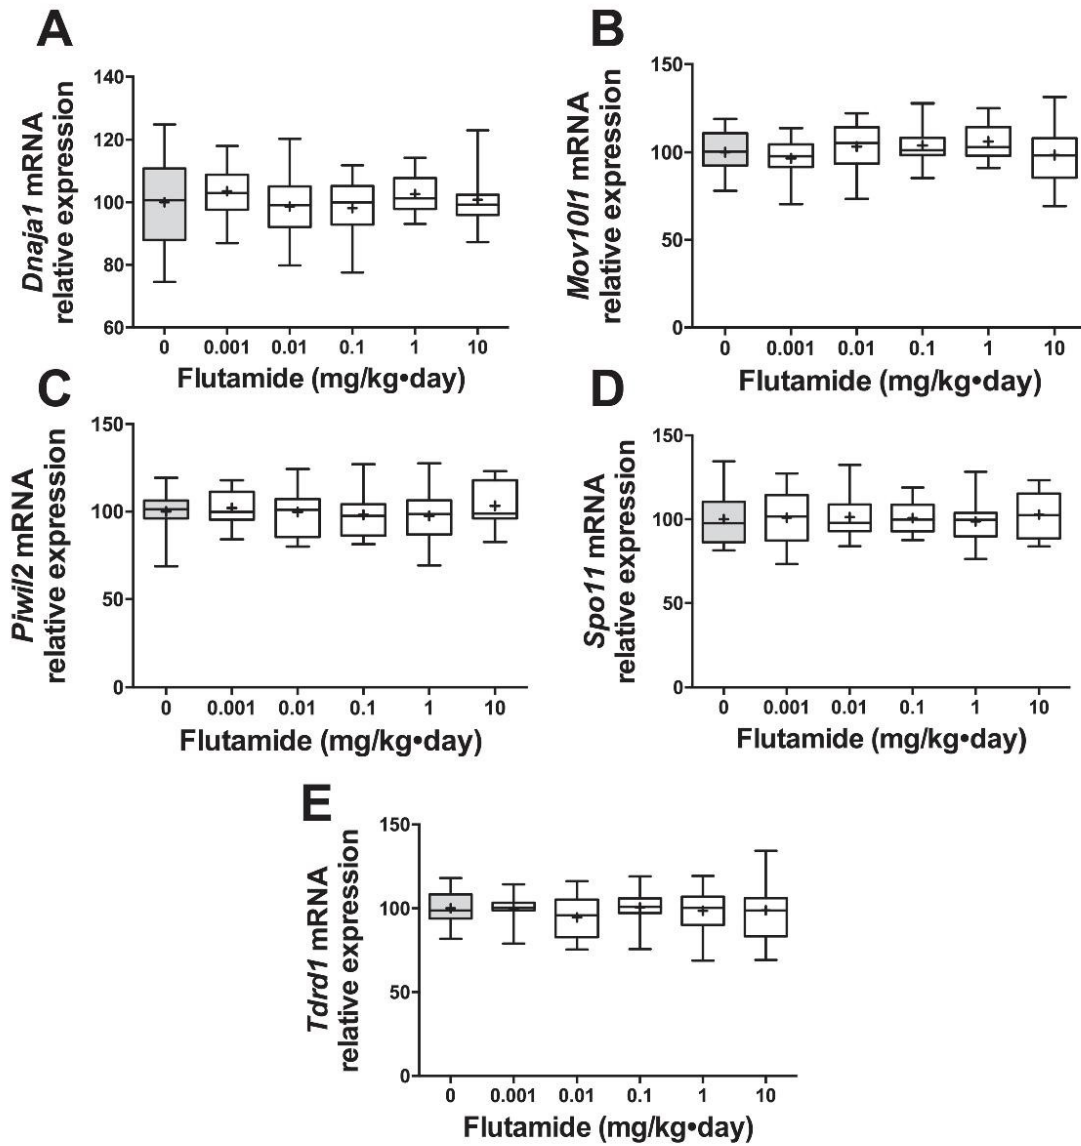 A
Dnaja1 mRNA
relative expression
140
120
100
80
60
0 0.001 0.01 0.1 1 10
Flutamide (mg/kg•day)
B
Mov10l1 mRNA
relative expression
150
100
50
0
0 0.001 0.01 0.1 1 10
Flutamide (mg/kg•day)
C
Piwil2 mRNA
relative expression
150
100
50
0
0 0.001 0.01 0.1 1 10
Flutamide (mg/kg•day)
D
Spo11 mRNA
relative expression
150
100
50
0
0 0.001 0.01 0.1 1 10
Flutamide (mg/kg•day)
E
Tdrd1 mRNA
relative expression
150
100
50
0
0 0.001 0.01 0.1 1 10
Flutamide (mg/kg•day)